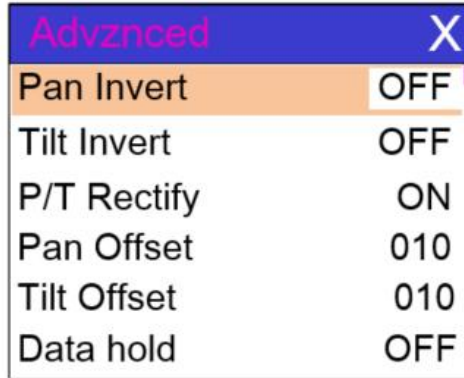 Advznced X
Pan Invert OFF
Tilt Invert OFF
P/T Rectify ON
Pan Offset 010
Tilt Offset 010
Data hold OFF